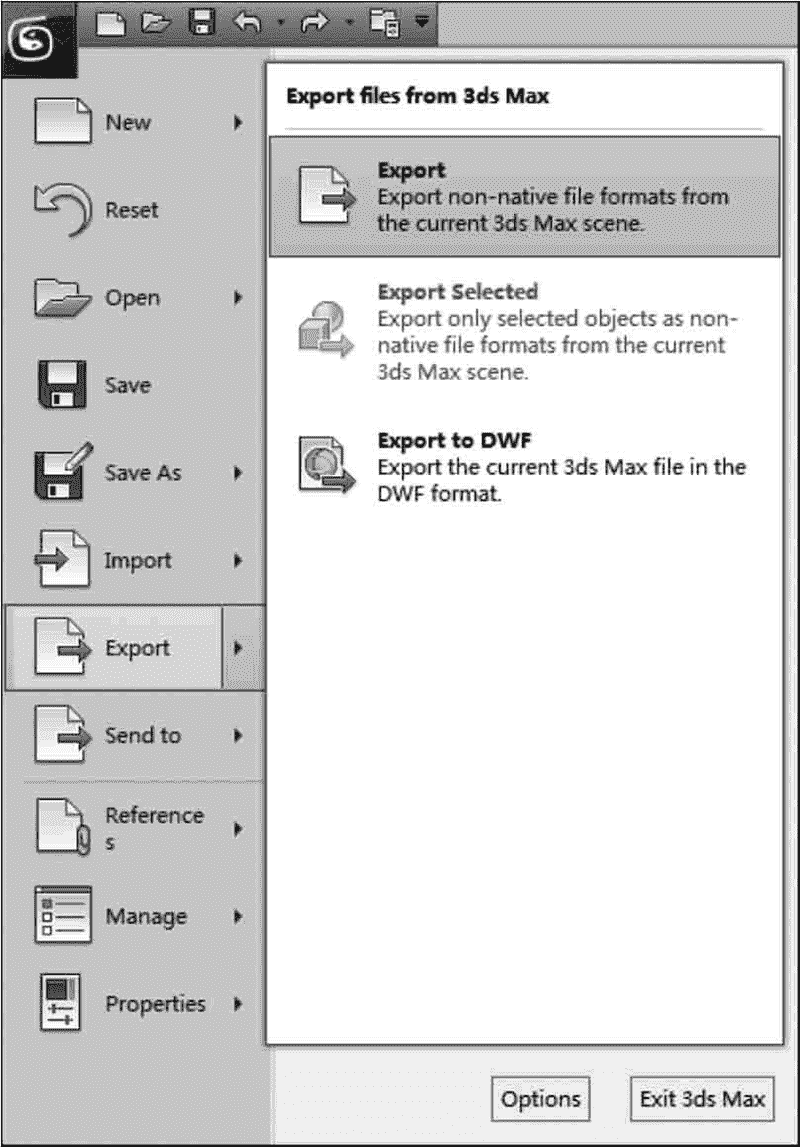 New
Reset
Open
Save
Save As
Import
Export
Send to
Reference
s
Manage
Properties
Export files from 3ds Max
Export
Export non-native file formats from
the current 3ds Max scene.
Export Selected
Export only selected objects as non-
native file formats from the current
3ds Max scene.
Export to DWF
Export the current 3ds Max file in the
DWF format.
Options
Exit 3ds Max